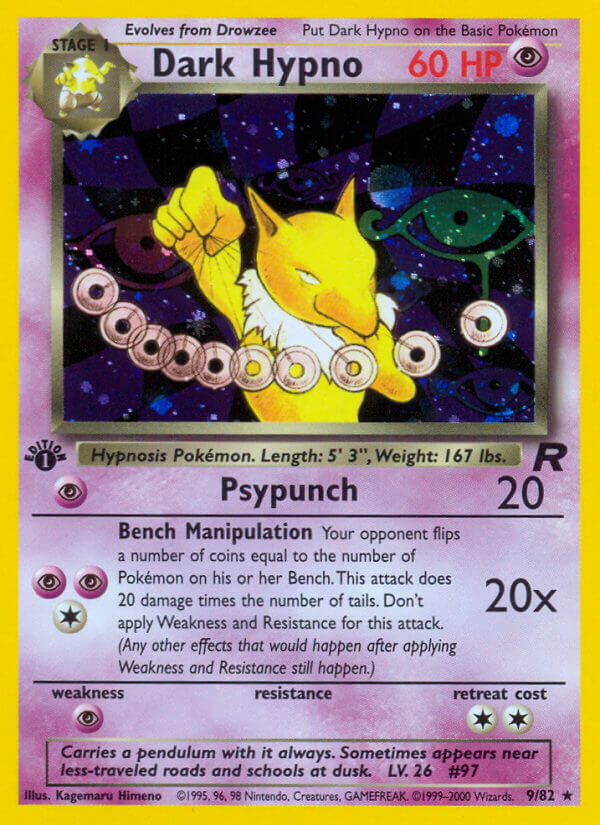 Evolves from Drowzee Put Dark Hypno on the Basic Pokémon
STAGE 1
Dark Hypno 60 HP
EDITION
1
Hypnosis Pokémon. Length: 5' 3", Weight: 167 lbs.
R
Psypunch 20
Bench Manipulation Your opponent flips
a number of coins equal to the number of
Pokémon on his or her Bench. This attack does
20 damage times the number of tails. Don't
apply Weakness and Resistance for this attack.
(Any other effects that would happen after applying
Weakness and Resistance still happen.)
20x
weakness resistance retreat cost
Carries a pendulum with it always. Sometimes appears near
less-traveled roads and schools at dusk. LV. 26 #97
Illus. Kagemaru Himeno ©1995, 96, 98 Nintendo, Creatures, GAMEFREAK. ©1999-2000 Wizards. 9/82 ★